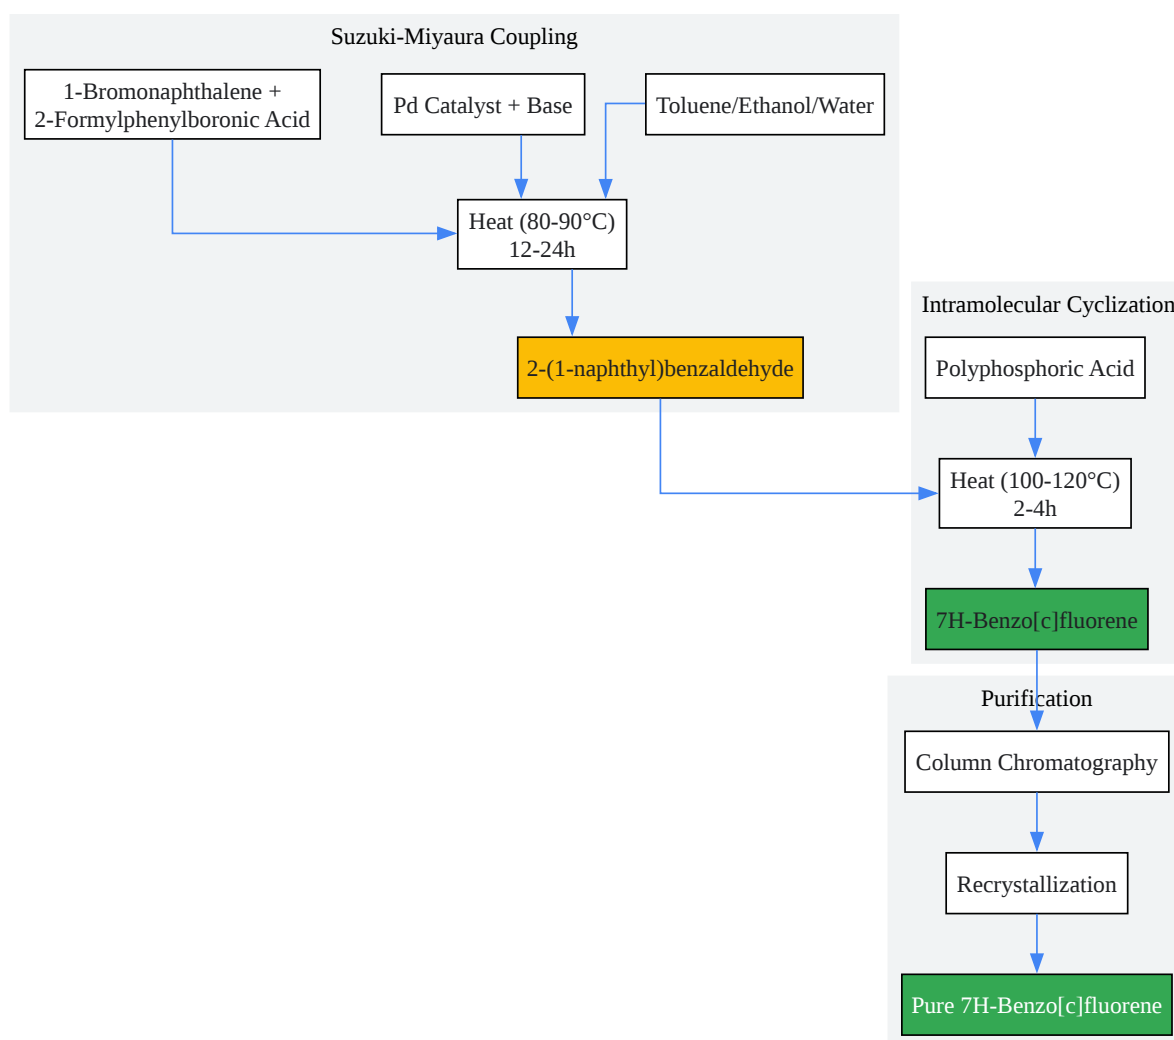 Suzuki-Miyaura Coupling
1-Bromonaphthalene +
2-Formylphenylboronic Acid
Pd Catalyst + Base
Toluene/Ethanol/Water
Heat (80-90°C)
12-24h
2-(1-naphthyl)benzaldehyde
Intramolecular Cyclization
Polyphosphoric Acid
Heat (100-120°C)
2-4h
7H-Benzo[c]fluorene
Purification
Column Chromatography
Recrystallization
Pure 7H-Benzo[c]fluorene